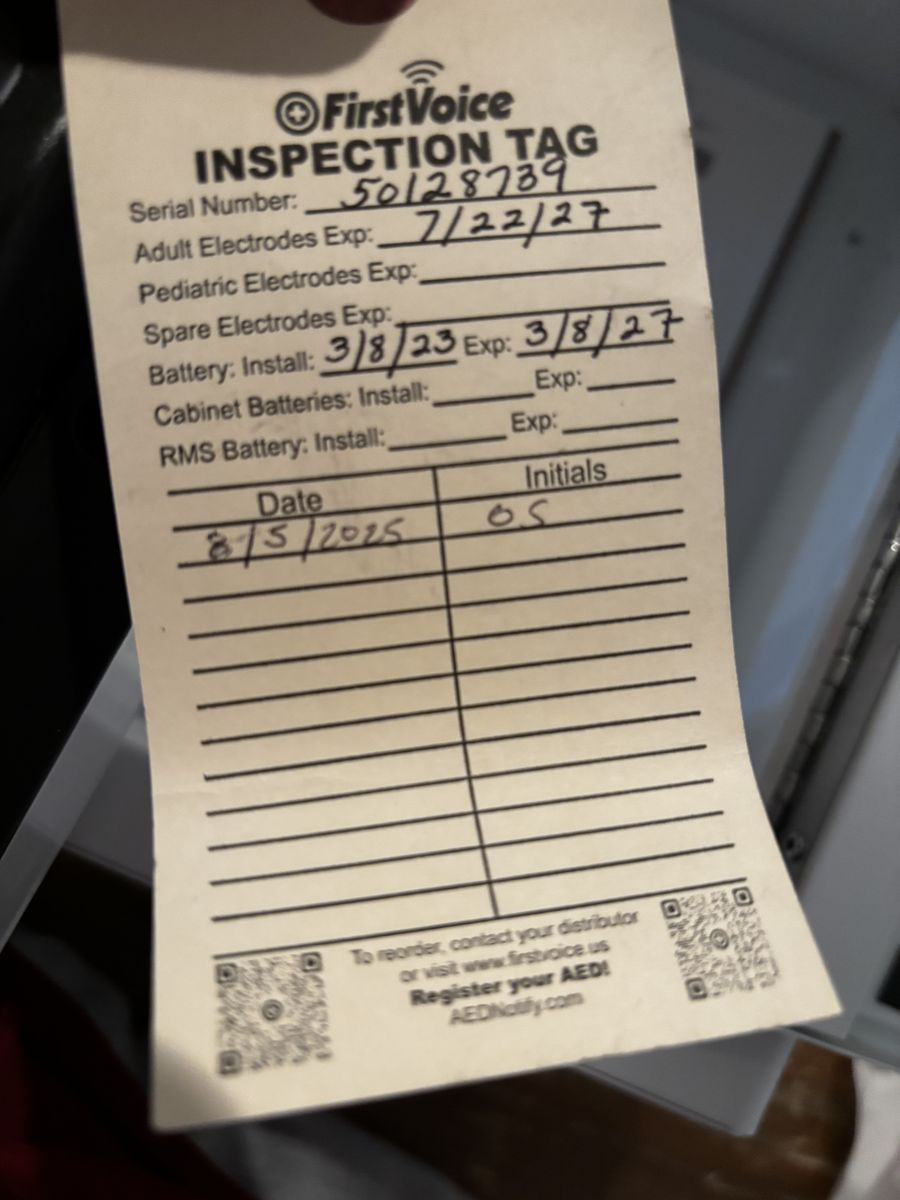 FirstVoice
INSPECTION TAG
Serial Number: 50128739
Adult Electrodes Exp: 7/22/27
Pediatric Electrodes Exp:
Spare Electrodes Exp:
Battery: Install: 3/8/23 Exp: 3/8/27
Cabinet Batteries: Install: Exp:
RMS Battery: Install: Exp:
Date Initials
8/5/2025 OS
To reorder, contact your distributor
or visit www.firstvoice.us
Register your AED!
AEDNotify.com